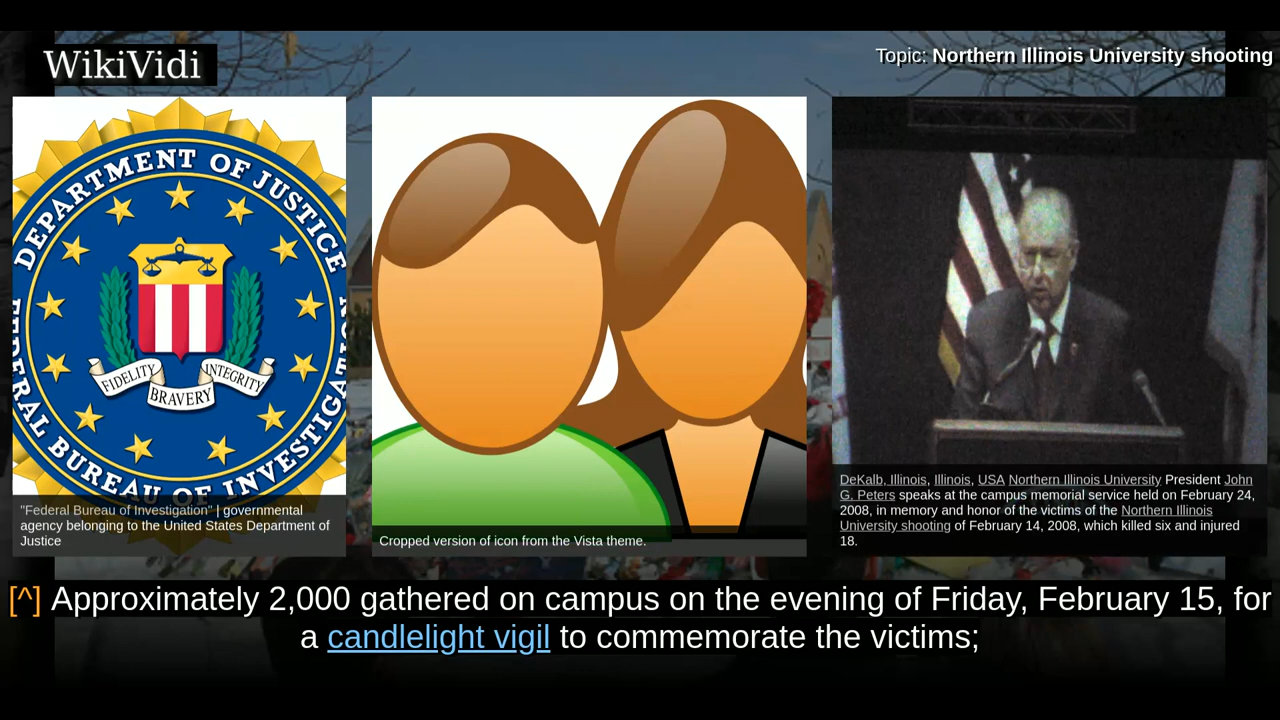 WikiVidi
Topic: Northern Illinois University shooting
DEPARTMENT OF JUSTICE
FEDERAL BUREAU OF INVESTIGATION
FIDELITY
BRAVERY
INTEGRITY
"Federal Bureau of Investigation" | governmental
agency belonging to the United States Department of
Justice
Cropped version of icon from the Vista theme.
DeKalb, Illinois, Illinois, USA Northern Illinois University President John
G. Peters speaks at the campus memorial service held on February 24,
2008, in memory and honor of the victims of the Northern Illinois
University shooting of February 14, 2008, which killed six and injured
18.
[^] Approximately 2,000 gathered on campus on the evening of Friday, February 15, for
a candlelight vigil to commemorate the victims;